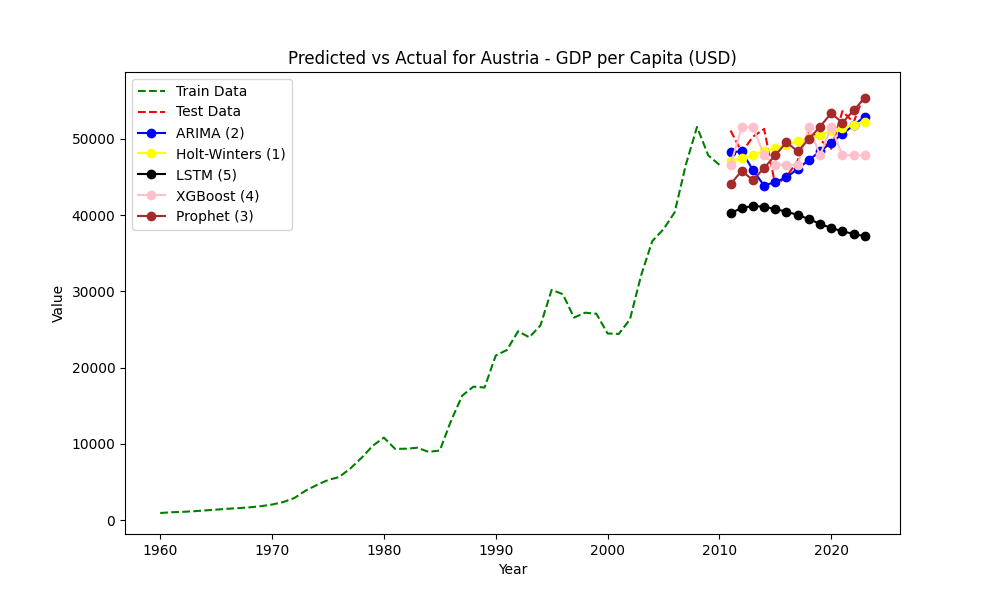 Predicted vs Actual for Austria - GDP per Capita (USD)
Train Data
Test Data
ARIMA (2)
Holt-Winters (1)
LSTM (5)
XGBoost (4)
Prophet (3)
50000
40000
30000
20000
10000
0
Value
1960 1970 1980 1990 2000 2010 2020
Year